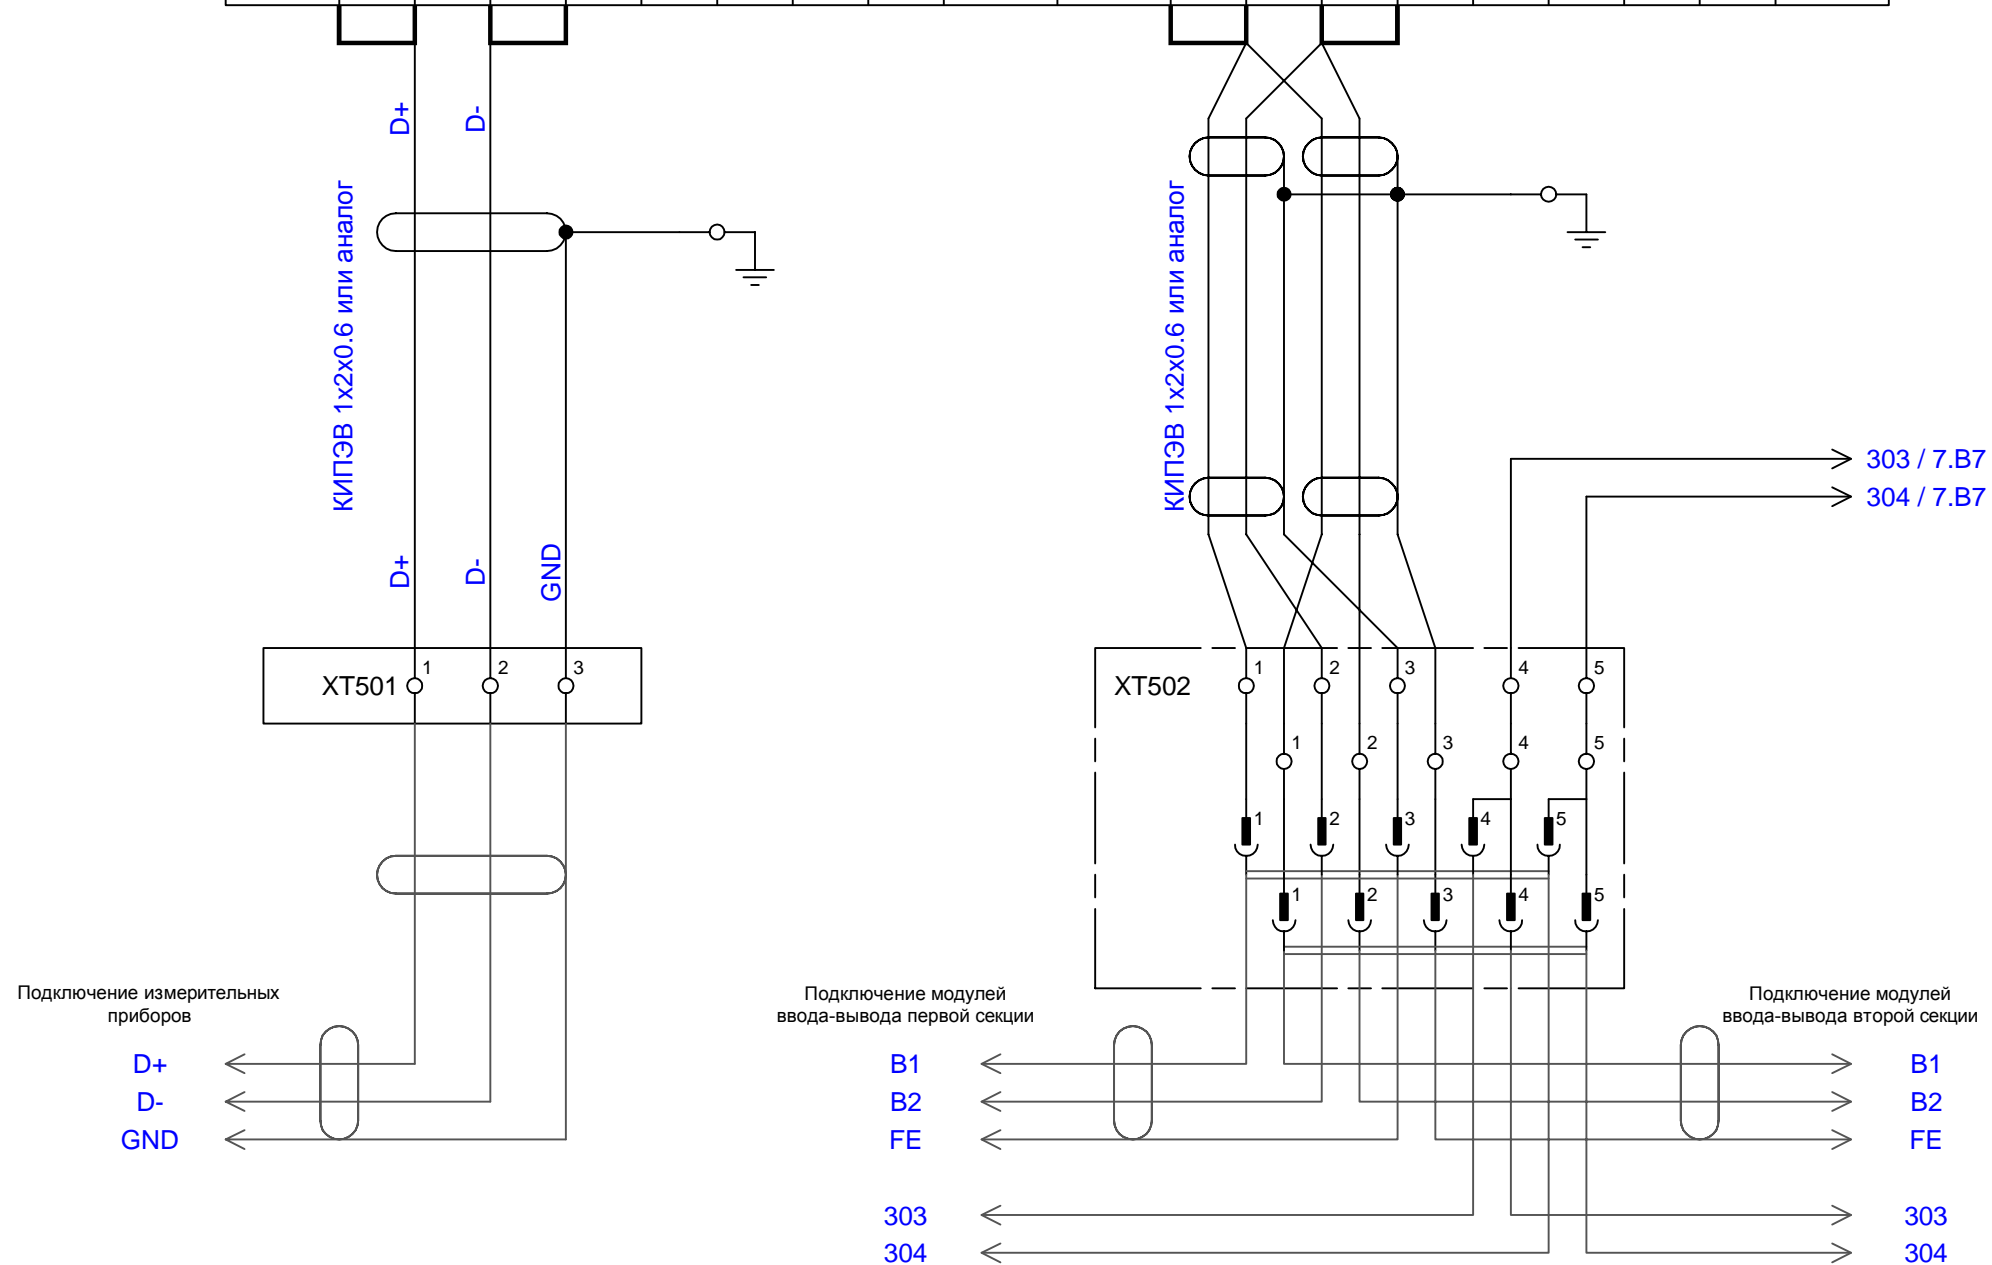 D+
D-
КИПЭВ 1x2x0.6 или аналог
КИПЭВ 1x2x0.6 или аналог
303 / 7.B7
304 / 7.B7
D+
D-
GND
XT501
1
2
3
XT502
1
2
3
4
5
1
2
3
4
5
1
2
3
4
5
1
2
3
4
5
Подключение измерительных
приборов
D+
D-
GND
Подключение модулей
ввода-вывода первой секции
B1
B2
FE
303
304
Подключение модулей
ввода-вывода второй секции
B1
B2
FE
303
304